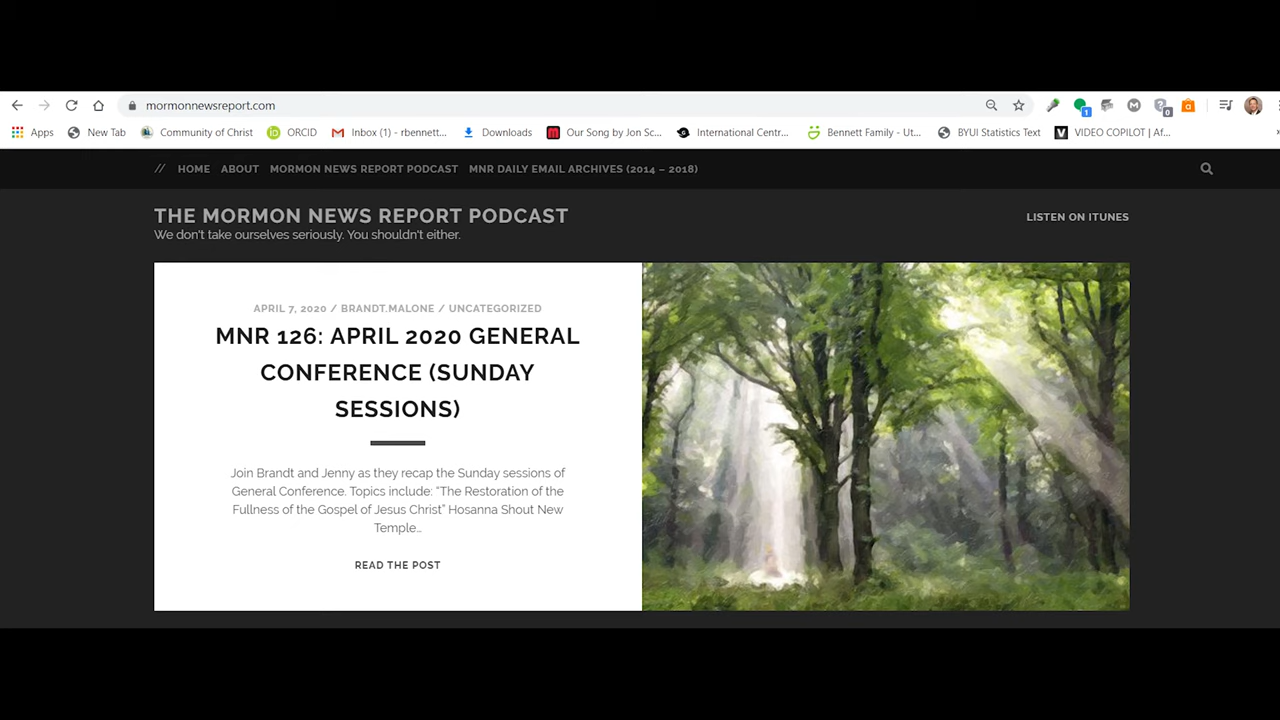 mormonnewsreport.com
Apps New Tab Community of Christ ORCID Inbox (1) - rbennett... Downloads Our Song by Jon Sc... International Centr... Bennett Family - Ut... BYUI Statistics Text VIDEO COPILOT | Af...
// HOME ABOUT MORMON NEWS REPORT PODCAST MNR DAILY EMAIL ARCHIVES (2014 – 2018)
THE MORMON NEWS REPORT PODCAST
LISTEN ON ITUNES
We don't take ourselves seriously. You shouldn't either.
APRIL 7, 2020 / BRANDT.MALONE / UNCATEGORIZED
MNR 126: APRIL 2020 GENERAL
CONFERENCE (SUNDAY
SESSIONS)
Join Brandt and Jenny as they recap the Sunday sessions of
General Conference. Topics include: “The Restoration of the
Fullness of the Gospel of Jesus Christ” Hosanna Shout New
Temple…
READ THE POST